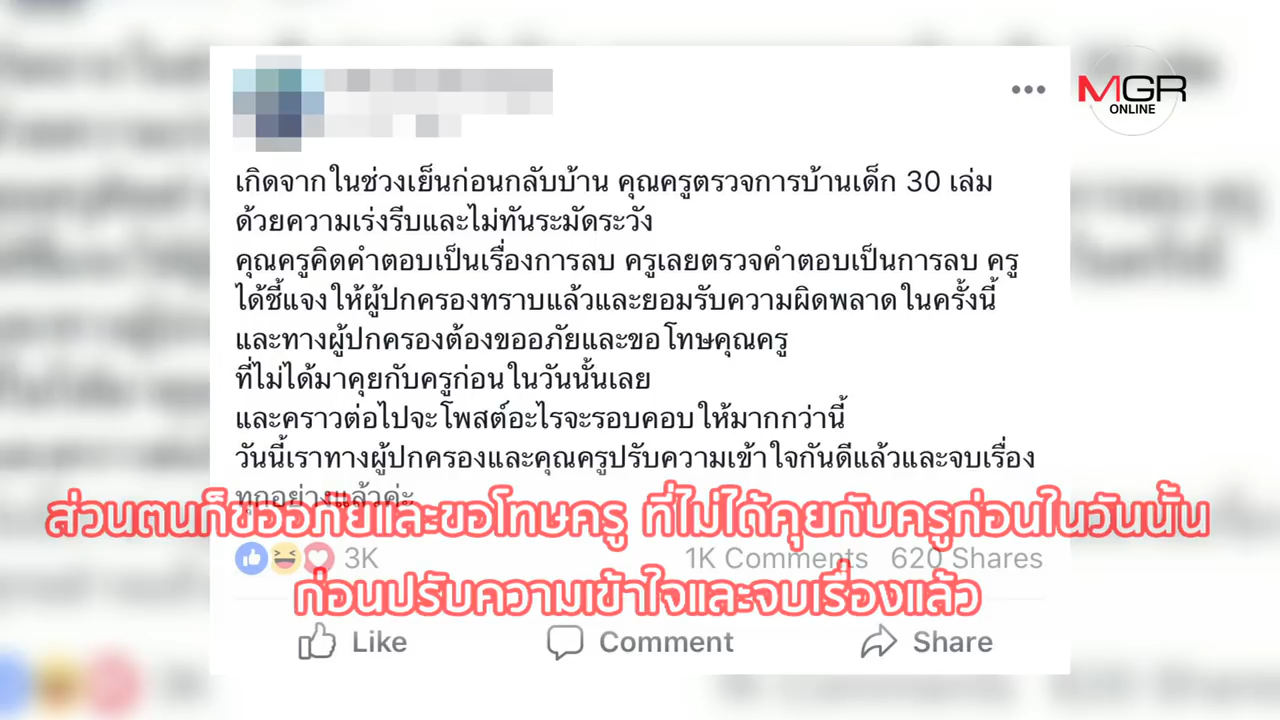 MGR
ONLINE
เกิดจากในช่วงเย็นก่อนกลับบ้าน คุณครูตรวจการบ้านเด็ก 30 เล่ม
ด้วยความเร่งรีบและไม่ทันระมัดระวัง
คุณครูคิดคำตอบเป็นเรื่องการลบ ครูเลยตรวจคำตอบเป็นการลบ ครู
ได้ชี้แจงให้ผู้ปกครองทราบแล้วและยอมรับความผิดพลาดในครั้งนี้
และทางผู้ปกครองต้องขออภัยและขอโทษคุณครู
ที่ไม่ได้มาคุยกับครูก่อนในวันนั้นเลย
และคราวต่อไปจะโพสต์อะไรจะรอบคอบให้มากกว่านี้
วันนี้เราทางผู้ปกครองและคุณครูปรับความเข้าใจกันดีแล้วและจบเรื่อง
ทุกอย่างแล้วค่ะ
ส่วนตนก็ขออภัยและขอโทษครู ที่ไม่ได้คุยกับครูก่อนในวันนั้น
3K 1K Comments 620 Shares
ก่อนปรับความเข้าใจและจบเรื่องแล้ว
Like Comment Share